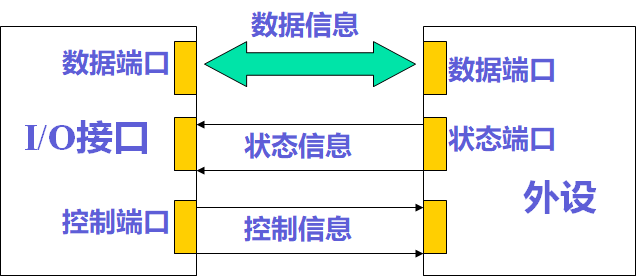 数据信息
数据端口
数据端口
I/O接口
状态信息
状态端口
外设
控制端口
控制信息